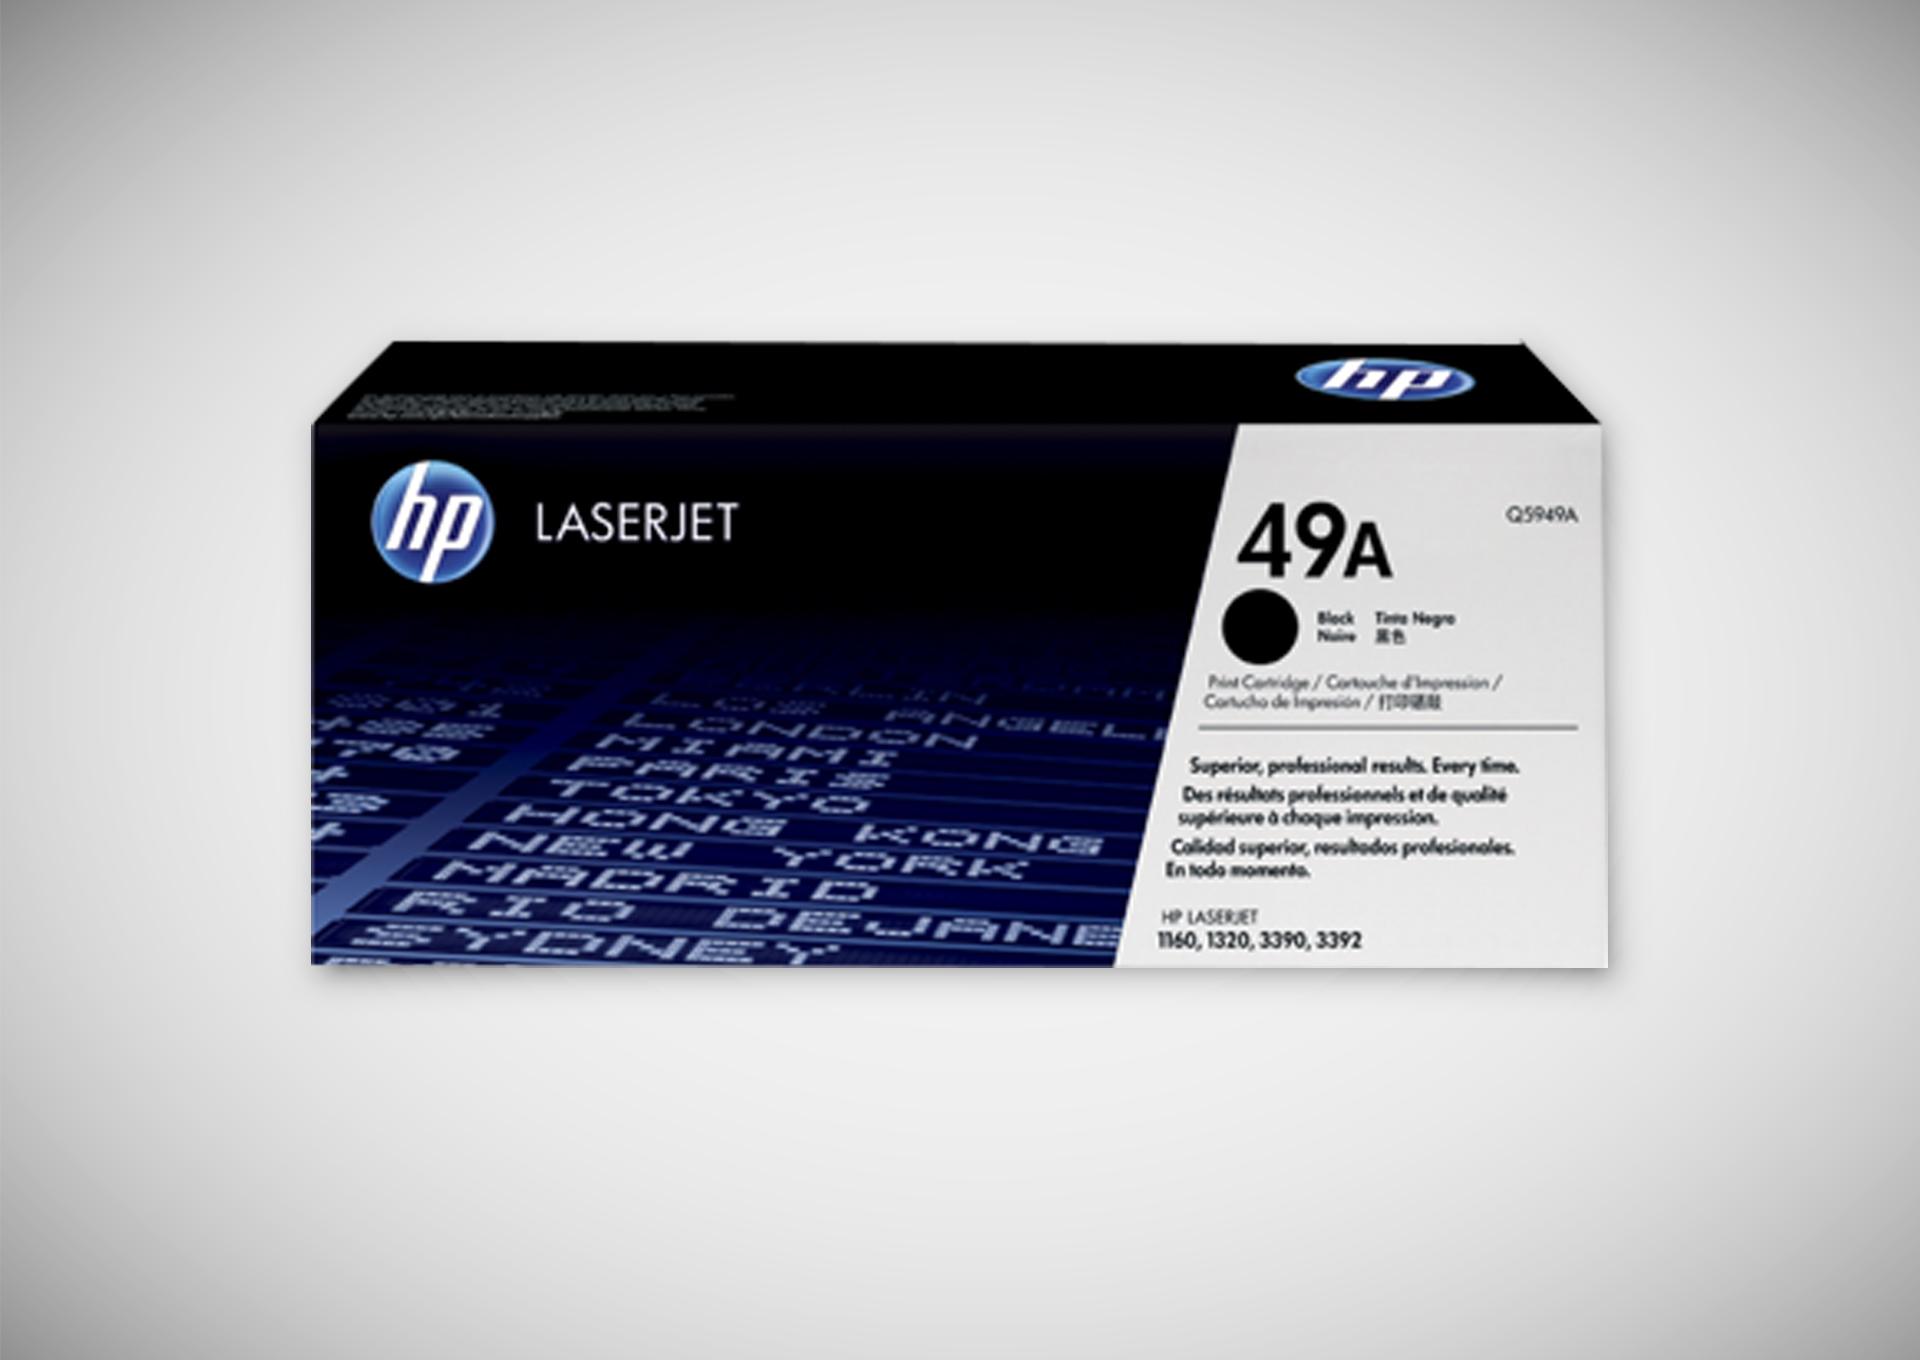 hp
hp
LASERJET
49A
Q5949A
Black Tinta Negra
Noire 黑色
Print Cartridge / Cartouche d'Impression /
Cartucho de Impresión / 打印硒鼓
Superior, professional results. Every time.
Des résultats professionnels et de qualité
supérieure à chaque impression.
Calidad superior, resultados profesionales.
En todo momento.
HP LASERJET
1160, 1320, 3390, 3392
LOS ANGEL
LONDON
MIAMI
PARIS
TOKYO
HONG KONG
NEW YORK
MADRID
RIO DEJANE
SYDNEY